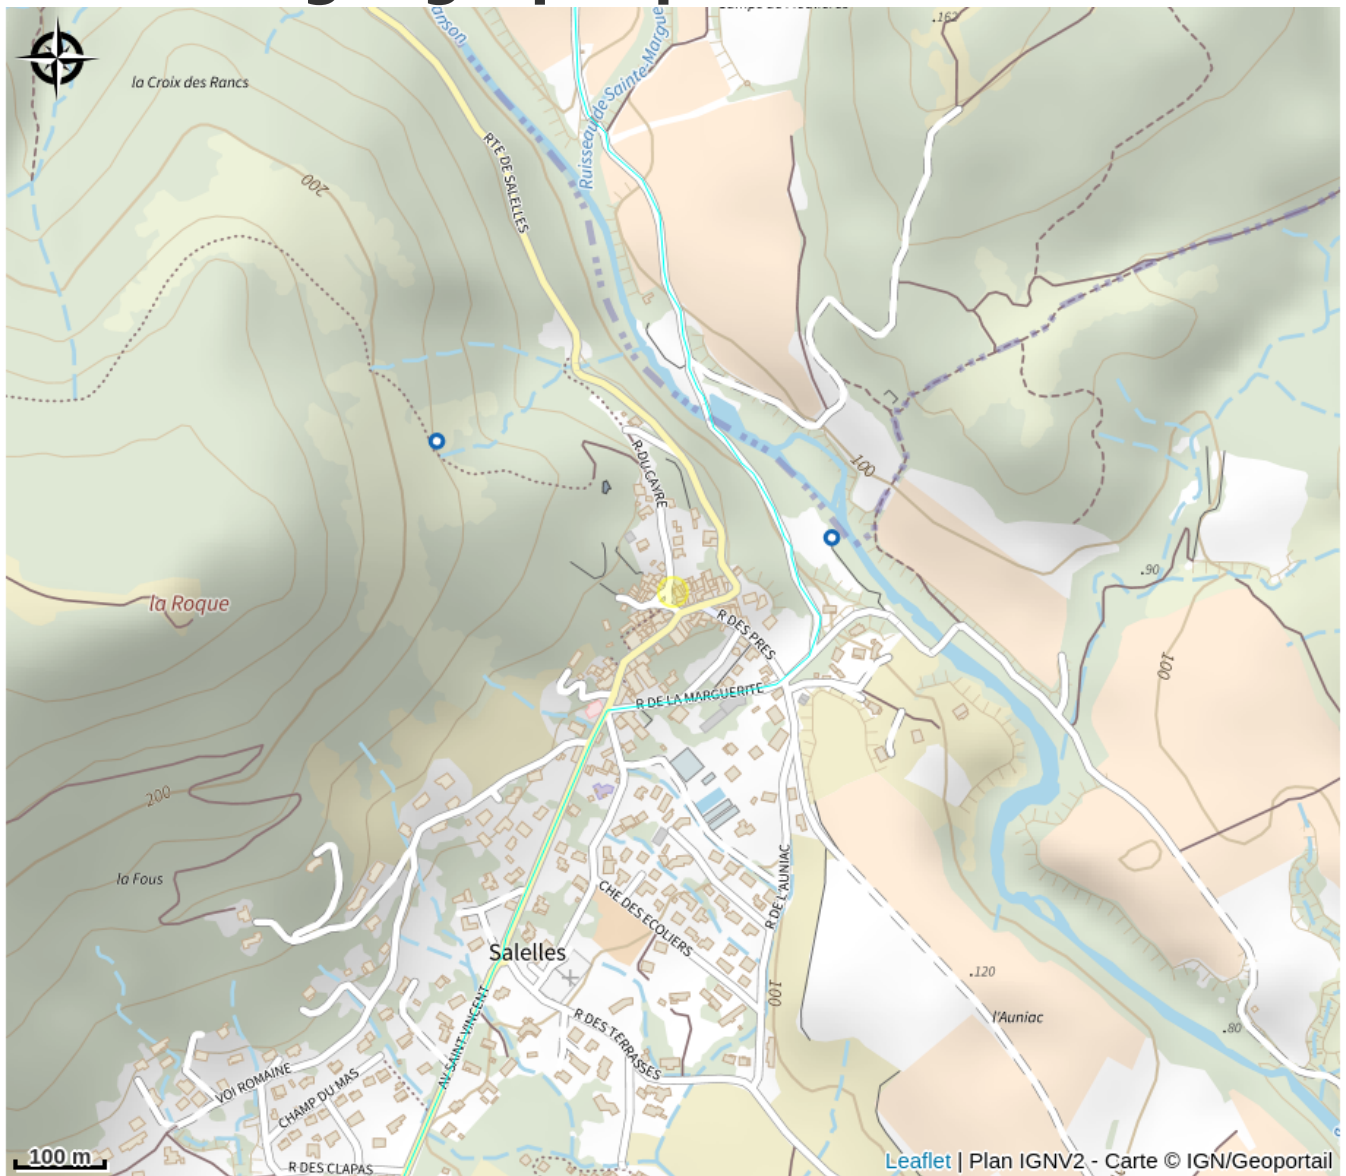 la Croix des Rancs
.162
Ruisseau de Sainte-Margue
RTE DE SALELLES
200
100
R DU CAYRE
.90
la Roque
R DES PRES
100
R DE LA MARGUERITE
200
la Fous
R DE L'AUNIAC
CHE DES ECOLIERS
Salelles
.120
100
l'Auniac
AV SAINT-VINCENT
R DES TERRASSES
.80
VOI ROMAINE
CHAMP DU MAS
100 m
R DES CLAPAS
Leaflet | Plan IGNV2 - Carte © IGN/Geoportail